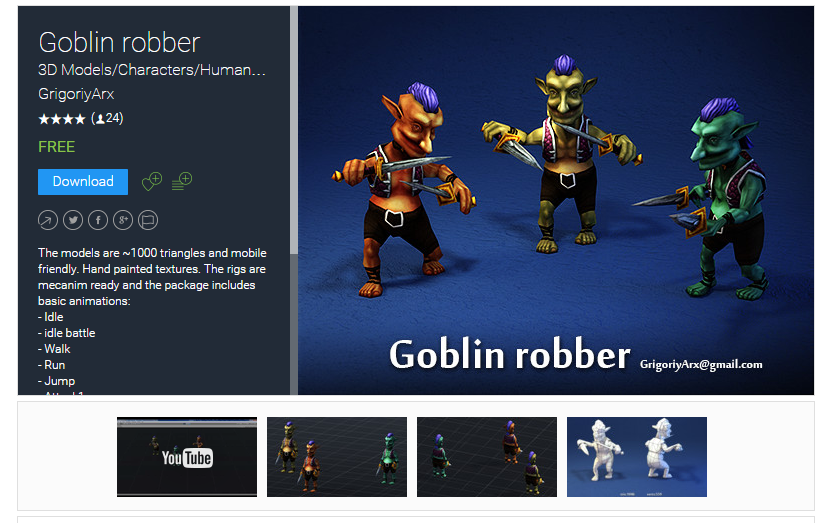 Goblin robber
3D Models/Characters/Human...
GrigoriyArx
★★★★ (24)
FREE
Download
The models are ~1000 triangles and mobile
friendly. Hand painted textures. The rigs are
mecanim ready and the package includes
basic animations:
- Idle
- idle battle
- Walk
- Run
- Jump
Goblin robber GrigoriyArx@gmail.com
YouTube